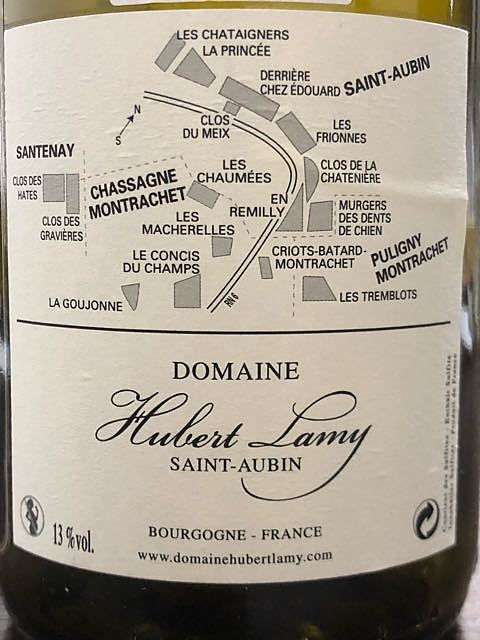 LES CHATAIGNERS
LA PRINCÉE
DERRIÈRE
CHEZ ÉDOUARD
SAINT-AUBIN
N
S
CLOS
DU MEIX
LES
FRIONNES
SANTENAY
CLOS DES
HATES
CLOS DES
GRAVIÈRES
CHASSAGNE
MONTRACHET
LES
CHAUMÉES
CLOS DE LA
CHATENIÈRE
EN
REMILLY
MURGERS
DES DENTS
DE CHIEN
LES
MACHERELLES
LE CONCIS
DU CHAMPS
CRIOTS-BATARD-
MONTRACHET
PULIGNY
MONTRACHET
LA GOUJONNE
RN 6
LES TREMBLOTS
DOMAINE
Hubert Lamy
SAINT-AUBIN
13 % vol.
BOURGOGNE - FRANCE
www.domainehubertlamy.com